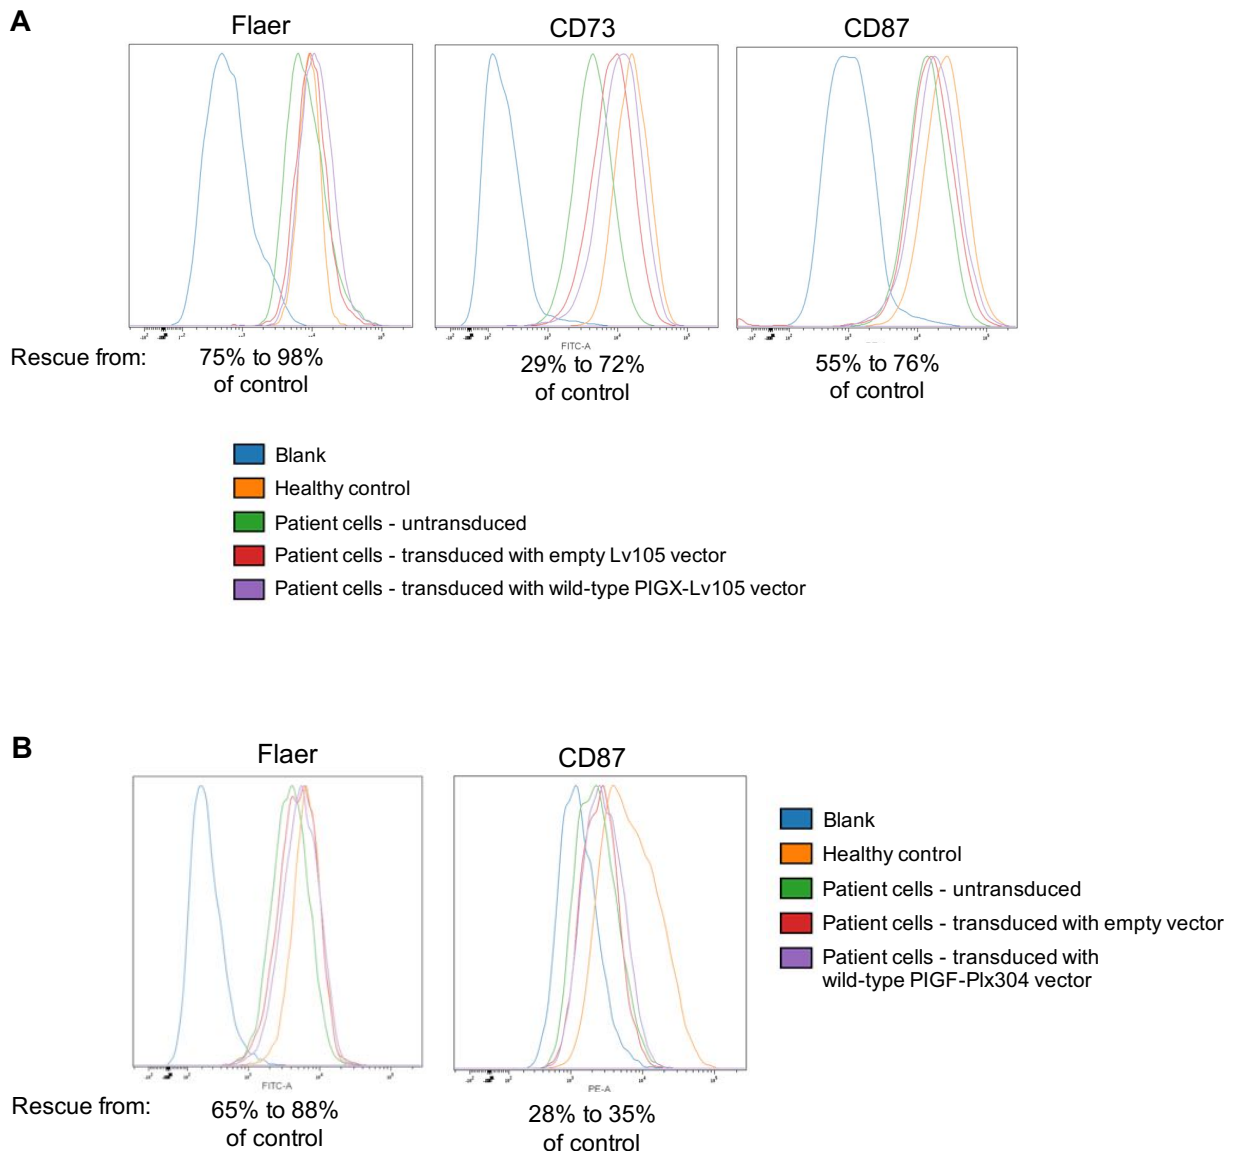 A
Flaer
CD73
CD87
FITC-A
Rescue from:
75% to 98%
of control
29% to 72%
of control
55% to 76%
of control
Blank
Healthy control
Patient cells - untransduced
Patient cells - transduced with empty Lv105 vector
Patient cells - transduced with wild-type PIGX-Lv105 vector
B
Flaer
CD87
Blank
Healthy control
Patient cells - untransduced
Patient cells - transduced with empty vector
Patient cells - transduced with
wild-type PIGF-Plx304 vector
FITC-A
PE-A
Rescue from:
65% to 88%
of control
28% to 35%
of control